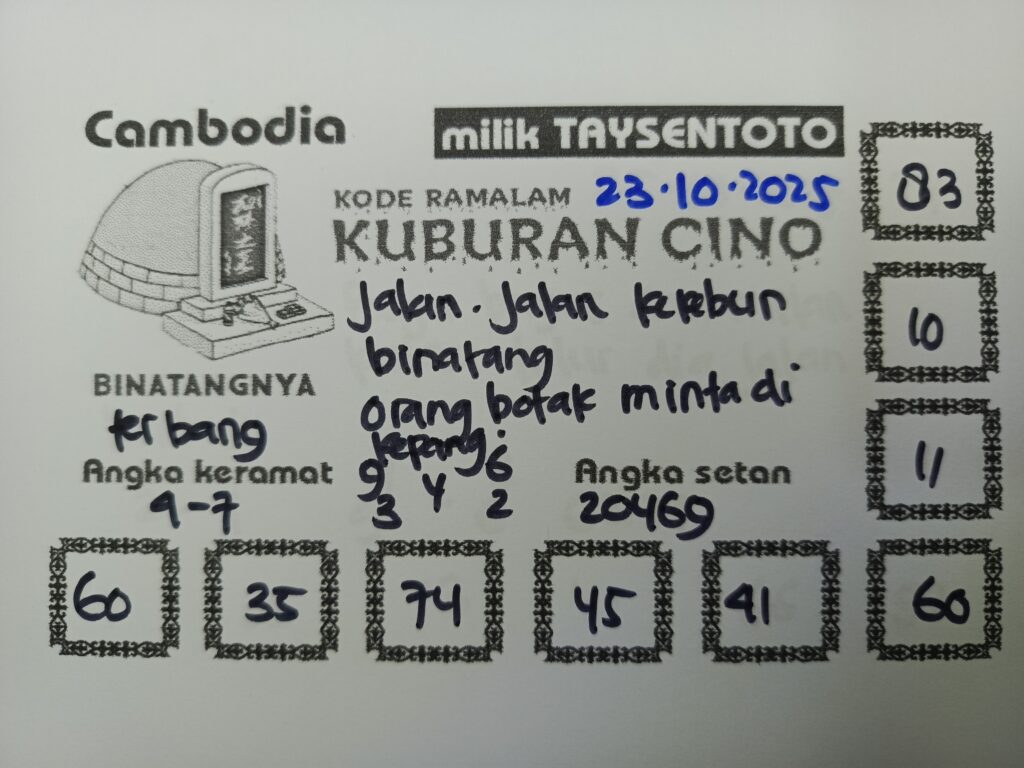 Cambodia
milik TAYSENTOTO
KODE RAMALAM 23.10.2025
KUBURAN CINO
Jalan. Jalan kekebun
binatang
orang botak minta di
kepang.
BINATANGNYA
terbang
Angka keramat
9-7
9 6
4
3 2
Angka setan
20469
83
10
11
60 35 74 45 41 60